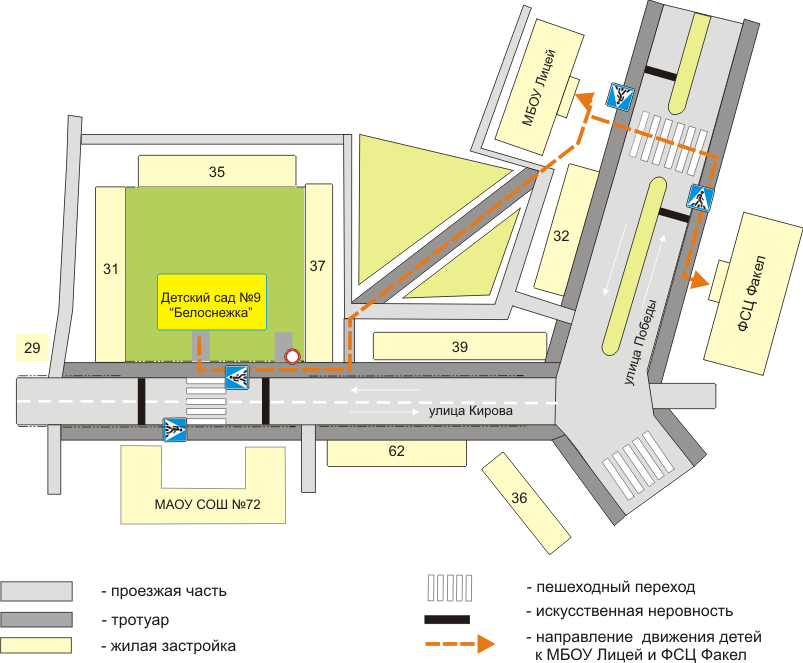 МБОУ Лицей
35
31
37
32
Детский сад №9
“Белоснежка”
ФСЦ Факел
29
39
улица Победы
улица Кирова
62
36
МАОУ СОШ №72
- проезжая часть
- тротуар
- жилая застройка
- пешеходный переход
- искусственная неровность
- направление движения детей
к МБОУ Лицей и ФСЦ Факел